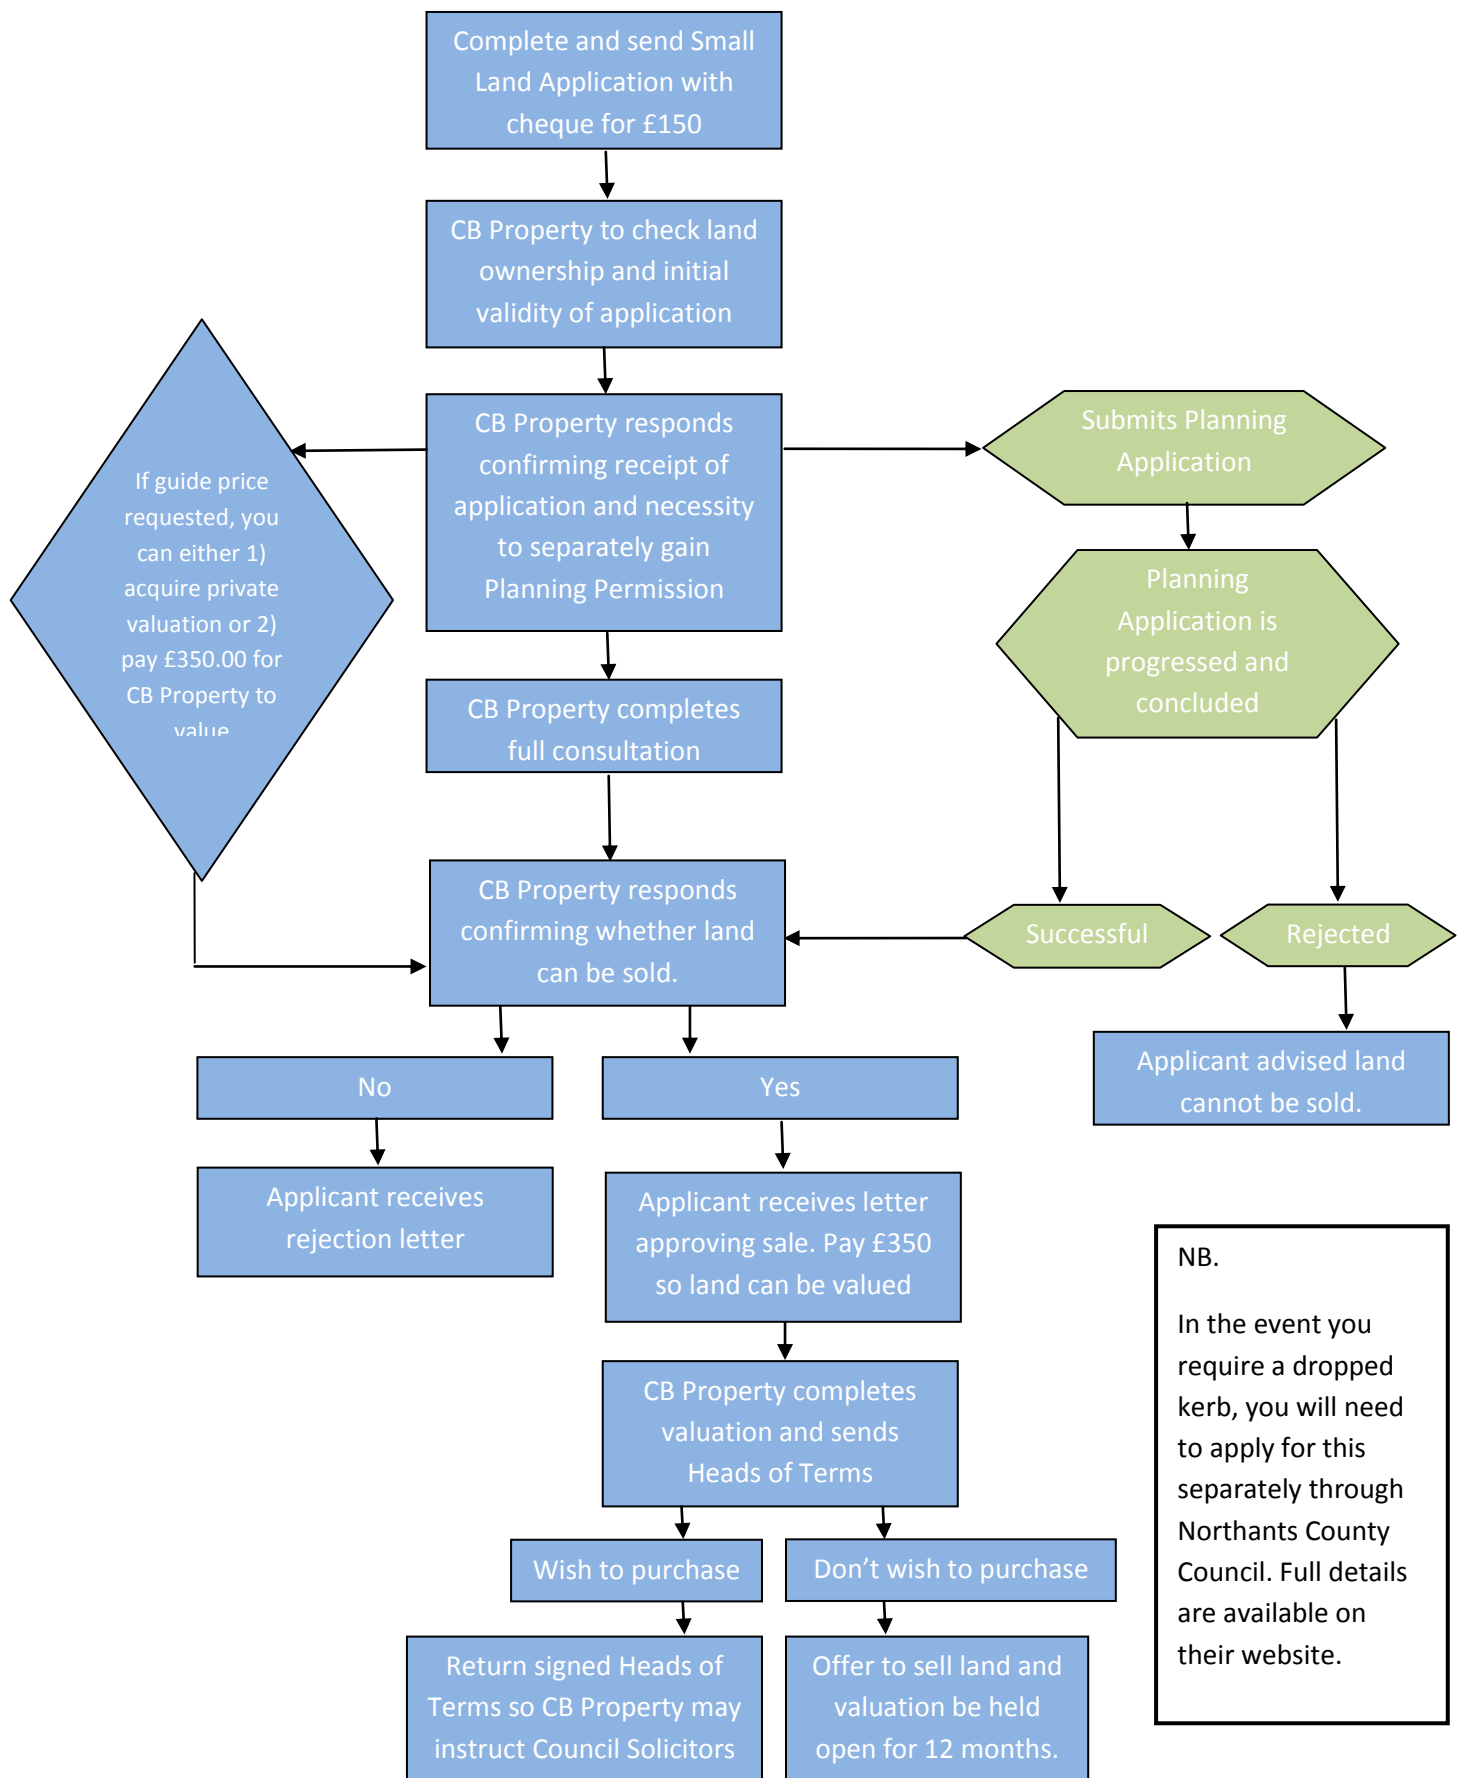 Complete and send Small
Land Application with
cheque for £150
CB Property to check land
ownership and initial
validity of application
CB Property responds
confirming receipt of
application and necessity
to separately gain
Planning Permission
Submits Planning
Application
If guide price
requested, you
can either 1)
acquire private
valuation or 2)
pay £350.00 for
CB Property to
value
Planning
Application is
progressed and
concluded
CB Property completes
full consultation
CB Property responds
confirming whether land
can be sold.
Successful
Rejected
No
Yes
Applicant advised land
cannot be sold.
Applicant receives
rejection letter
Applicant receives letter
approving sale. Pay £350
so land can be valued
CB Property completes
valuation and sends
Heads of Terms
Wish to purchase
Don’t wish to purchase
Return signed Heads of
Terms so CB Property may
instruct Council Solicitors
Offer to sell land and
valuation be held
open for 12 months.
NB.
In the event you
require a dropped
kerb, you will need
to apply for this
separately through
Northants County
Council. Full details
are available on
their website.